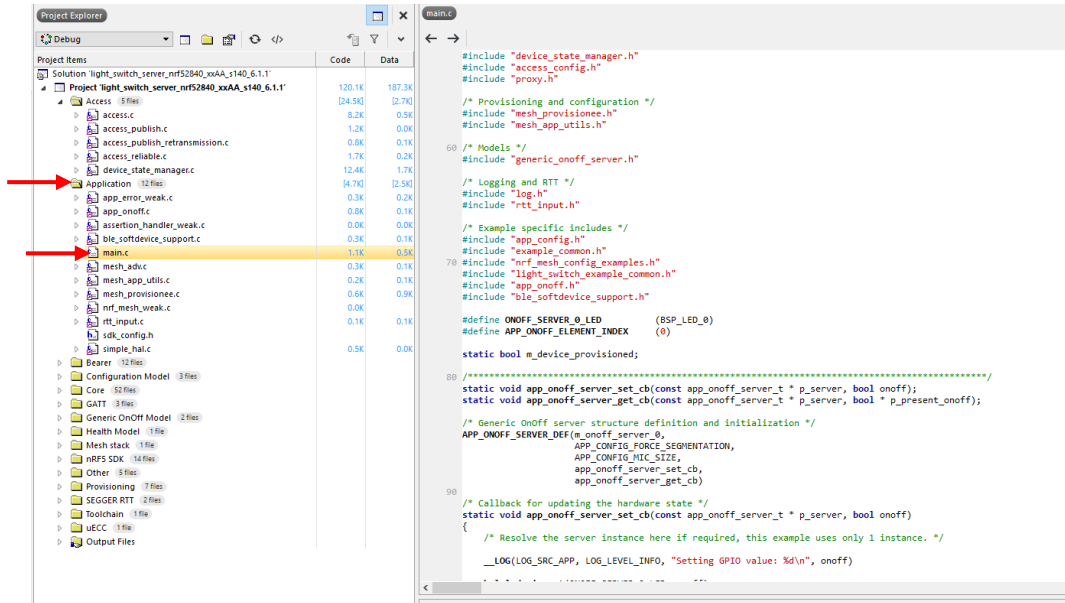 Project Explorer
Debug
Project Items Code Data
Solution 'light_switch_server_nrf52840_xxAA_s140_6.1.1'
Project 'light_switch_server_nrf52840_xxAA_s140_6.1.1' 120.1K 187.3K
Access 5 files [24.5K] [2.7K]
access.c 8.2K 0.5K
access_publish.c 1.2K 0.0K
access_publish_retransmission.c 0.8K 0.1K
access_reliable.c 1.7K 0.2K
device_state_manager.c 12.4K 1.7K
Application 12 files [4.7K] [2.5K]
app_error_weak.c 0.3K 0.2K
app_onoff.c 0.8K 0.1K
assertion_handler_weak.c 0.0K 0.0K
ble_softdevice_support.c 0.3K 0.1K
main.c 1.1K 0.5K
mesh_adv.c 0.3K 0.1K
mesh_app_utils.c 0.2K 0.1K
mesh_provisionee.c 0.6K 0.9K
nrf_mesh_weak.c 0.0K
rtt_input.c 0.1K 0.1K
sdk_config.h
simple_hal.c 0.5K 0.0K
Bearer 12 files
Configuration Model 3 files
Core 52 files
GATT 3 files
Generic OnOff Model 2 files
Health Model 1 file
Mesh stack 1 file
nRF5 SDK 14 files
Other 5 files
Provisioning 7 files
SEGGER RTT 2 files
Toolchain 1 file
uECC 1 file
Output Files
main.c
#include "device_state_manager.h"
#include "access_config.h"
#include "proxy.h"
/* Provisioning and configuration */
#include "mesh_provisionee.h"
#include "mesh_app_utils.h"
60 /* Models */
#include "generic_onoff_server.h"
/* Logging and RTT */
#include "log.h"
#include "rtt_input.h"
/* Example specific includes */
#include "app_config.h"
#include "example_common.h"
70 #include "nrf_mesh_config_examples.h"
#include "light_switch_example_common.h"
#include "app_onoff.h"
#include "ble_softdevice_support.h"
#define ONOFF_SERVER_0_LED (BSP_LED_0)
#define APP_ONOFF_ELEMENT_INDEX (0)
static bool m_device_provisioned;
80 /*************************************************************************************************/
static void app_onoff_server_set_cb(const app_onoff_server_t * p_server, bool onoff);
static void app_onoff_server_get_cb(const app_onoff_server_t * p_server, bool * p_present_onoff);
/* Generic OnOff server structure definition and initialization */
APP_ONOFF_SERVER_DEF(m_onoff_server_0,
APP_CONFIG_FORCE_SEGMENTATION,
APP_CONFIG_MIC_SIZE,
app_onoff_server_set_cb,
app_onoff_server_get_cb)
90
/* Callback for updating the hardware state */
static void app_onoff_server_set_cb(const app_onoff_server_t * p_server, bool onoff)
{
/* Resolve the server instance here if required, this example uses only 1 instance. */
__LOG(LOG_SRC_APP, LOG_LEVEL_INFO, "Setting GPIO value: %d\n", onoff)